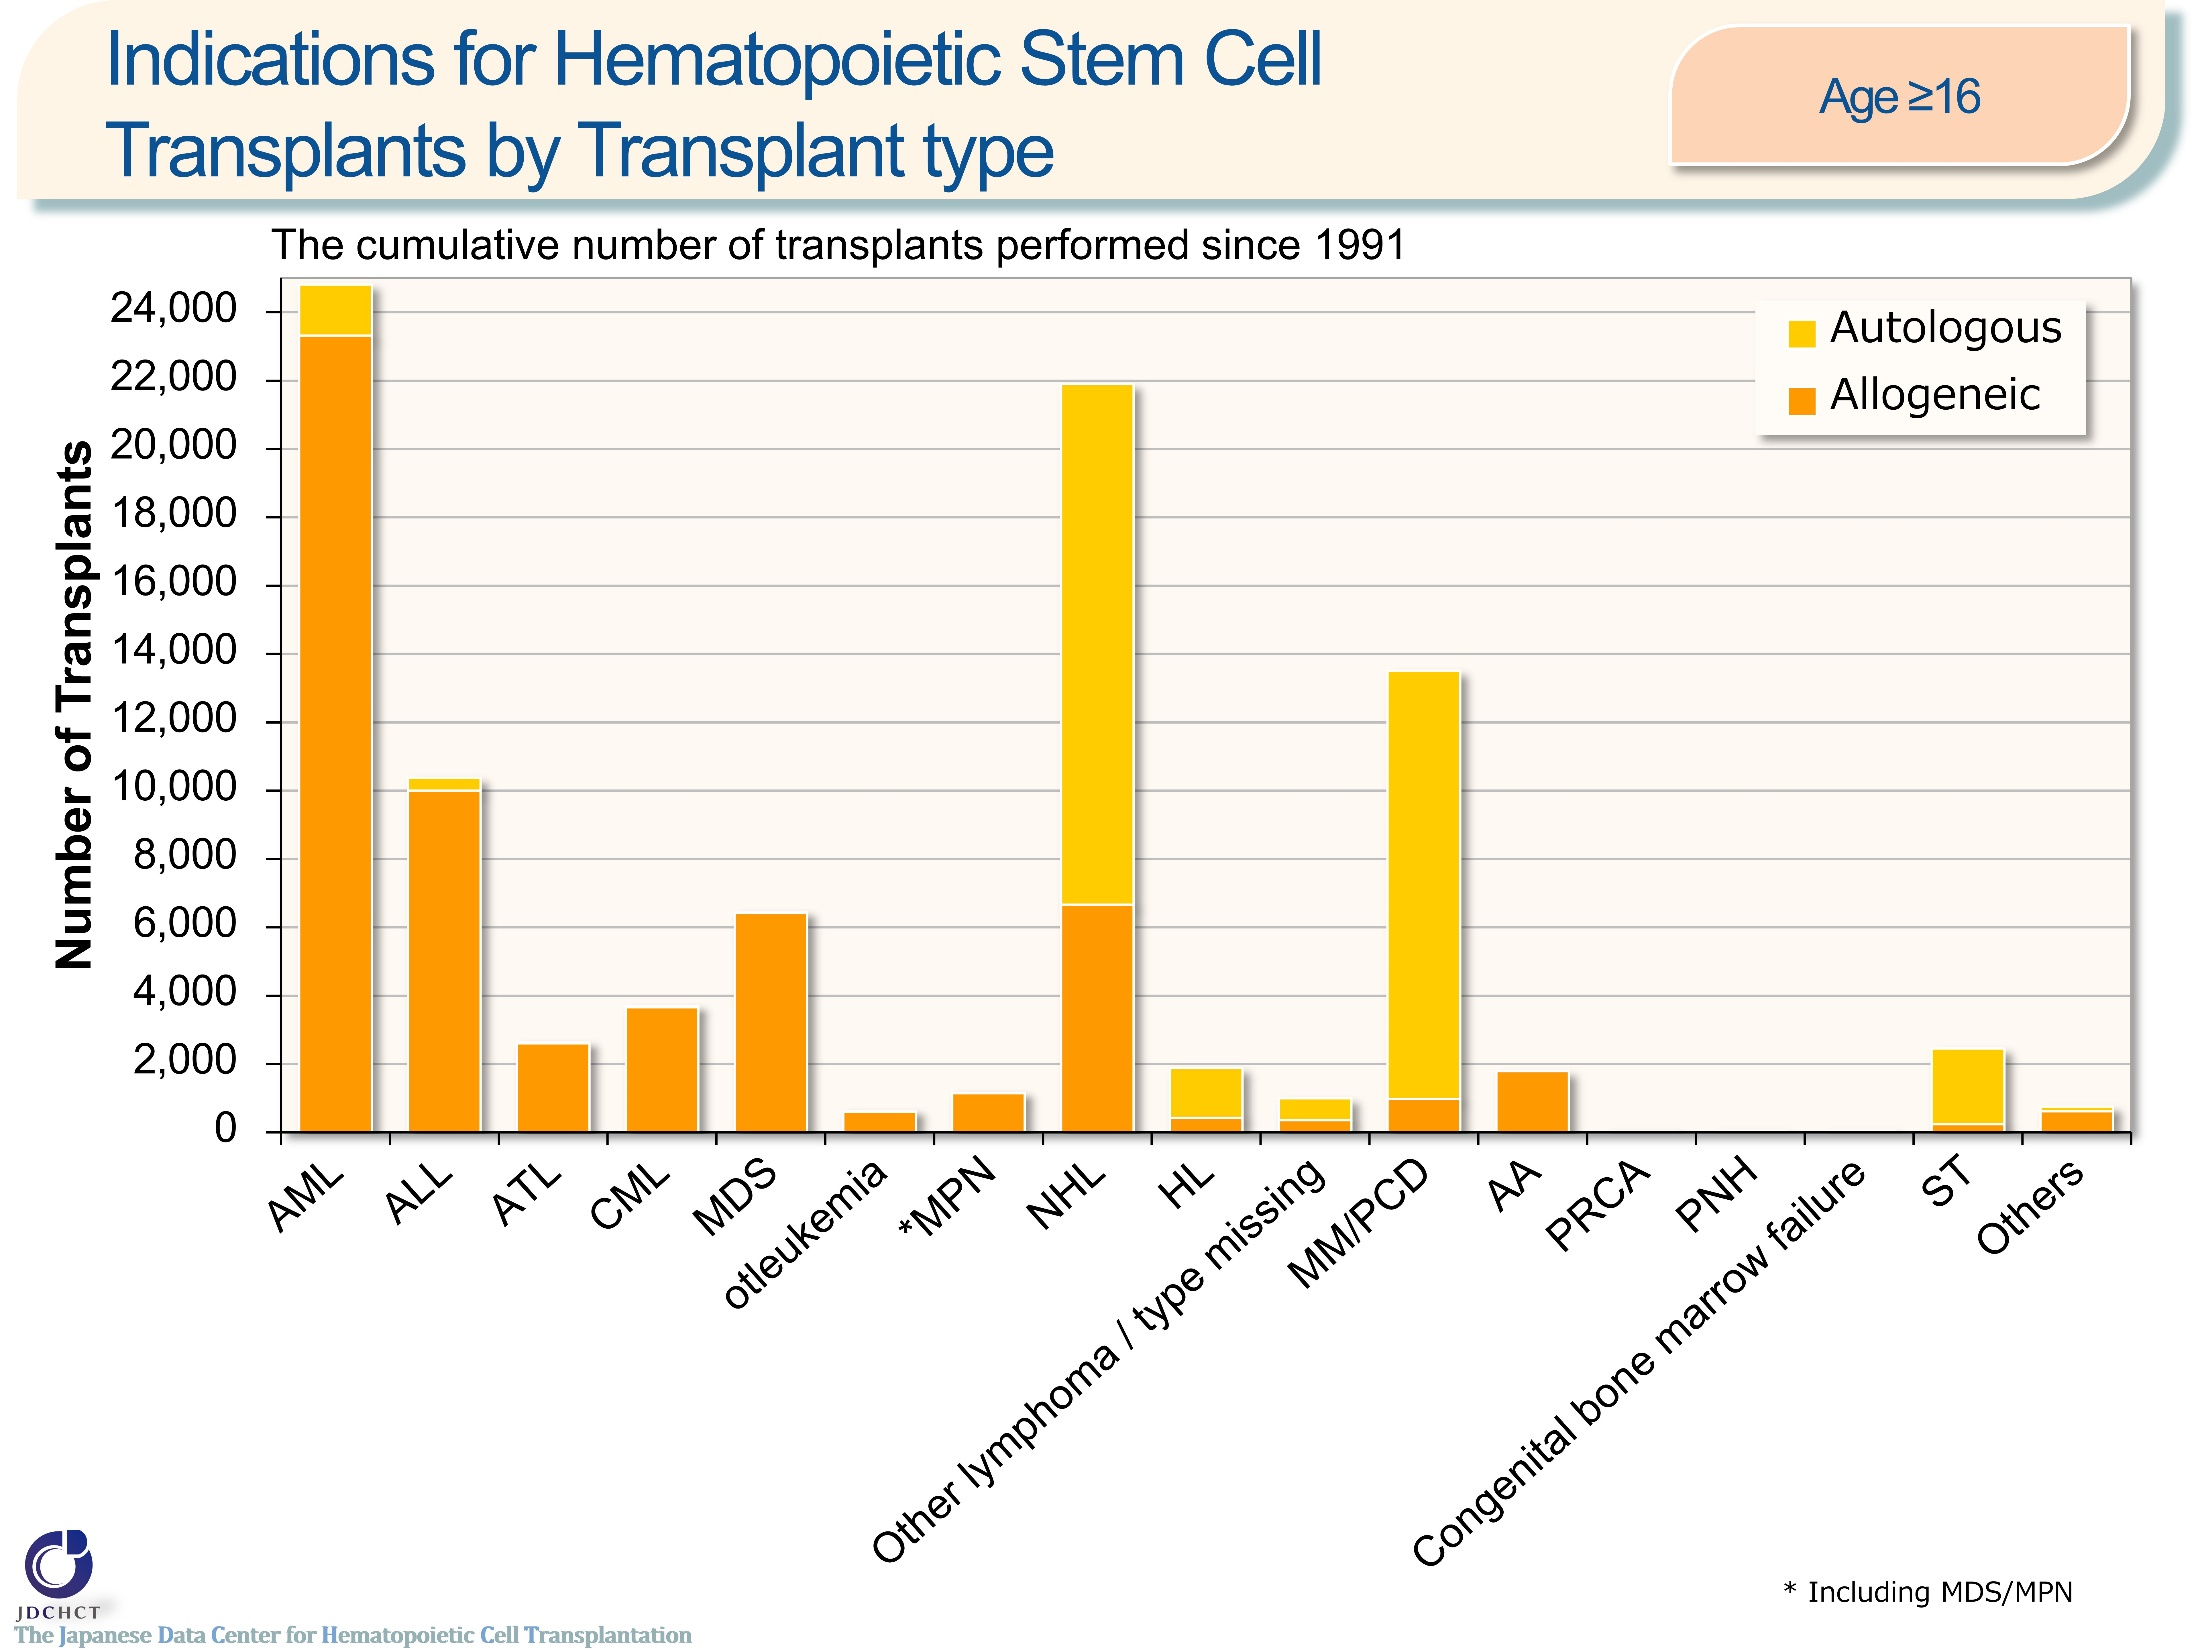 Indications for Hematopoietic Stem Cell
Transplants by Transplant type
Age ≥16
The cumulative number of transplants performed since 1991
Number of Transplants
24,000
22,000
20,000
18,000
16,000
14,000
12,000
10,000
8,000
6,000
4,000
2,000
0
Autologous
Allogeneic
AML
ALL
ATL
CML
MDS
otleukemia
*MPN
NHL
HL
Other lymphoma / type missing
MM/PCD
AA
PRCA
PNH
Congenital bone marrow failure
ST
Others
* Including MDS/MPN
JDCHCT
The Japanese Data Center for Hematopoietic Cell Transplantation